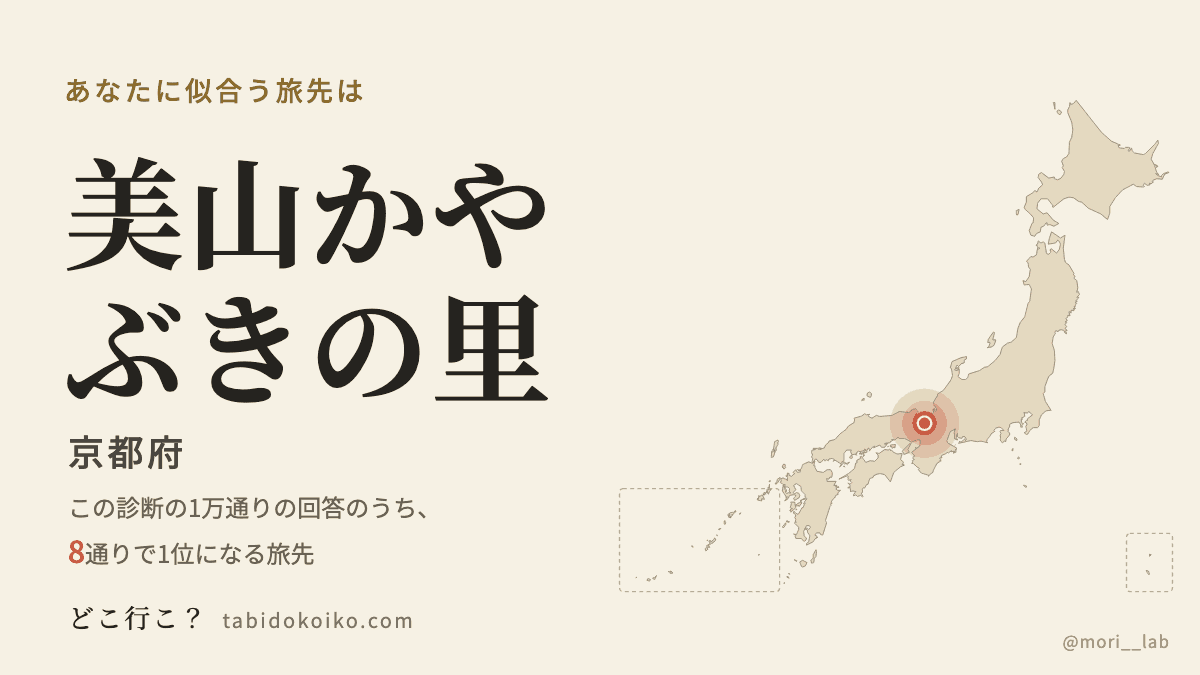 あなたに似合う旅先は
美山かや
ぶきの里
京都府
この診断の1万通りの回答のうち、
8通りで1位になる旅先
どこ行こ？ tabidokoiko.com
@mori__lab